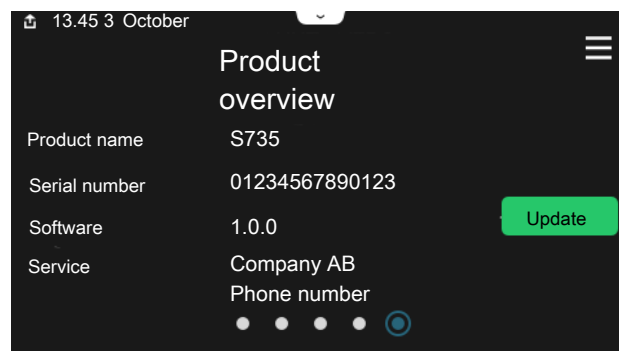 13.45 3 October
Product
overview
Product name S735
Serial number 01234567890123
Software 1.0.0 Update
Service Company AB
Phone number